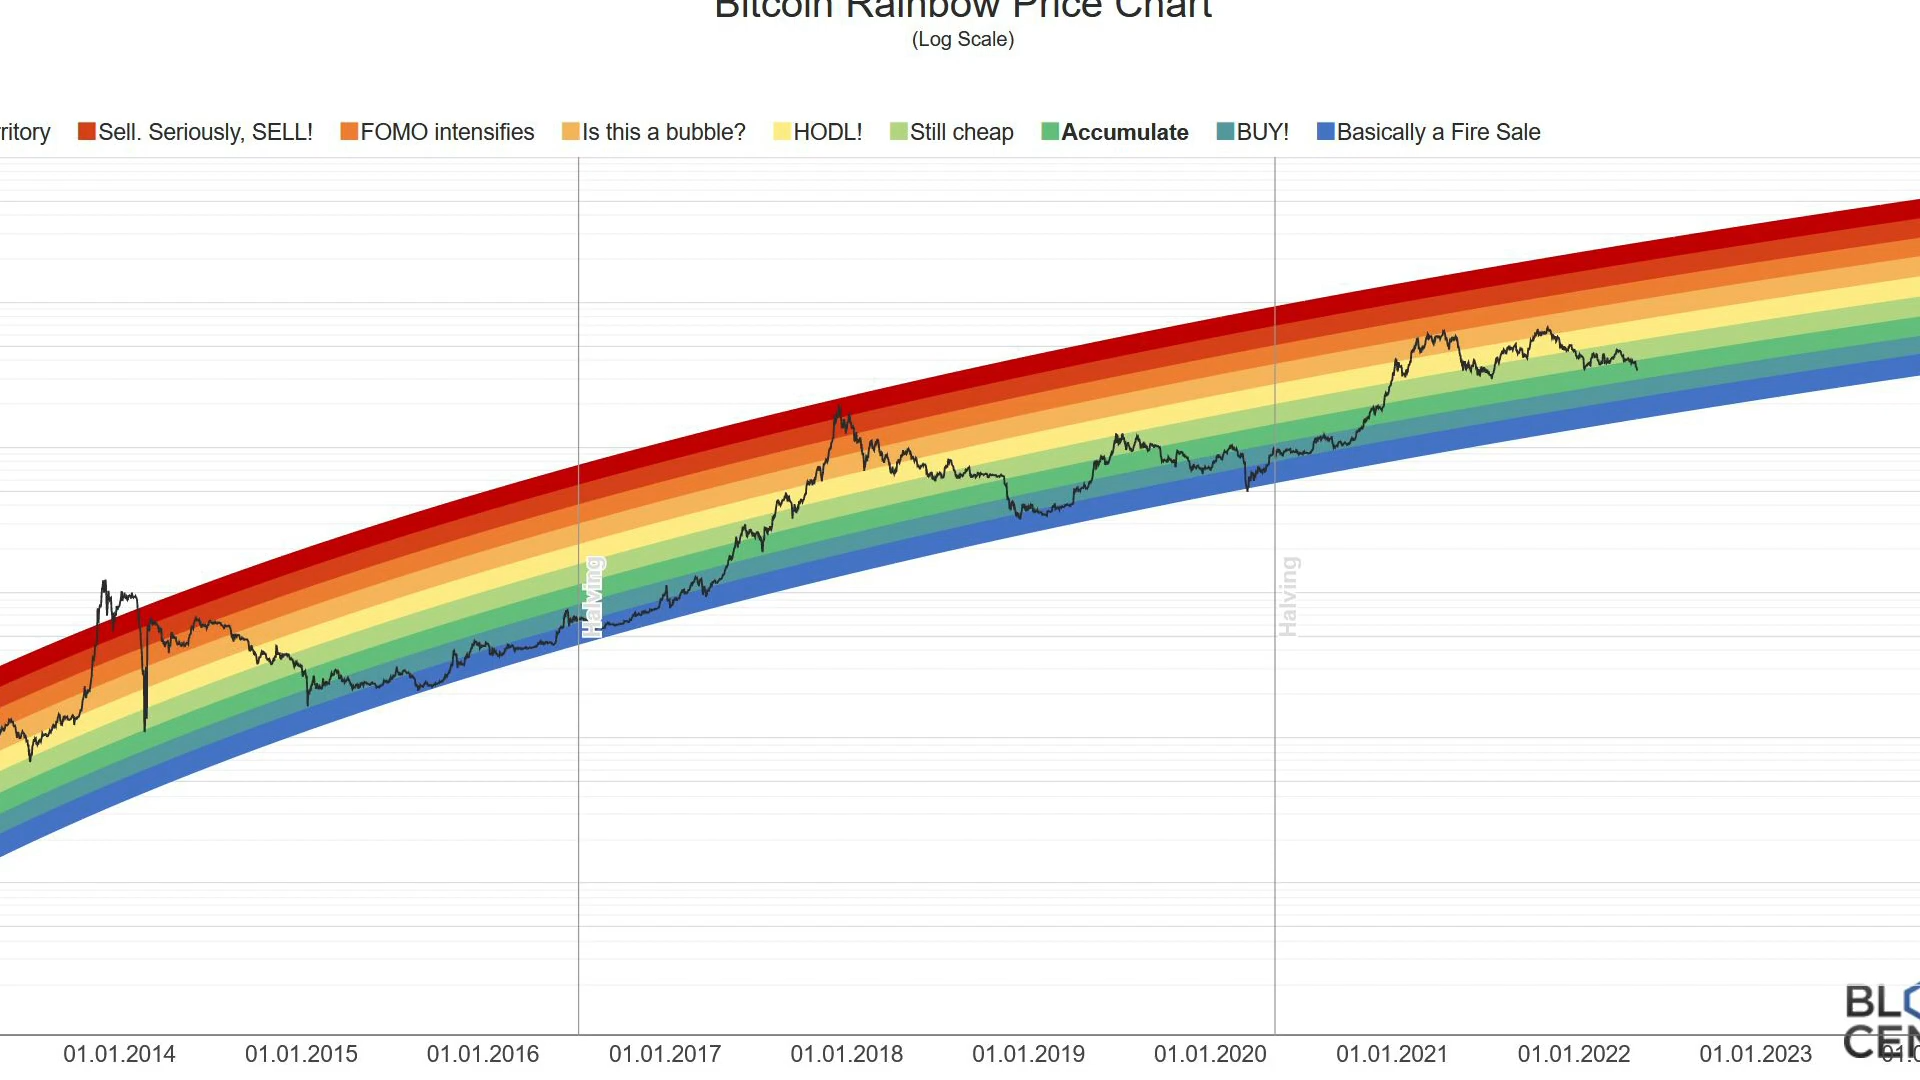 Bitcoin Rainbow Price Chart
(Log Scale)
ritory Sell. Seriously, SELL! FOMO intensifies Is this a bubble? HODL! Still cheap Accumulate BUY! Basically a Fire Sale
Halving
Halving
BL
CEN
01.01.2014 01.01.2015 01.01.2016 01.01.2017 01.01.2018 01.01.2019 01.01.2020 01.01.2021 01.01.2022 01.01.2023